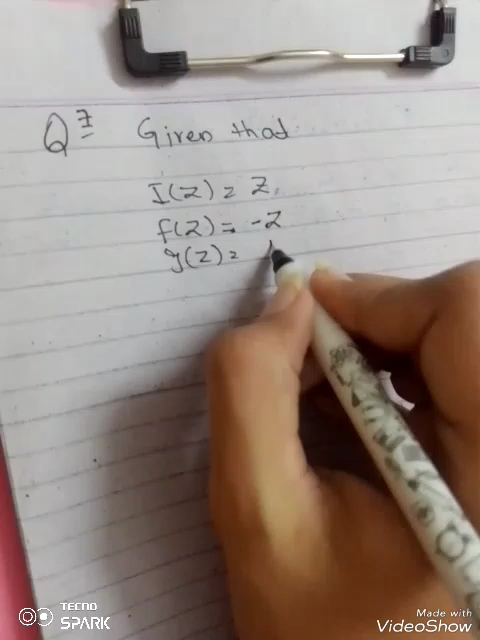 Q7 Given that
I(z) = z.
f(z) = -z
g(z) =
TECNO
SPARK
Made with
VideoShow